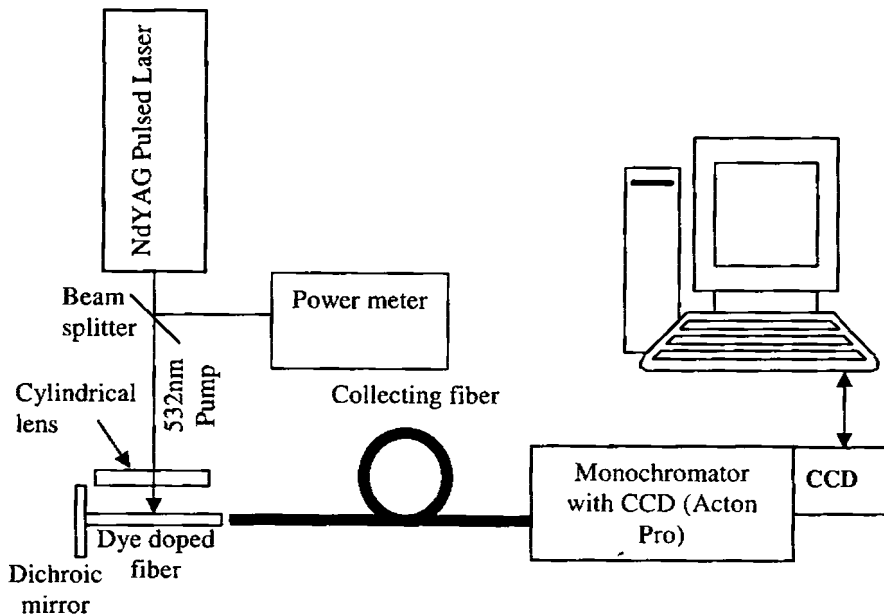 NdYAG Pulsed Laser
Beam
splitter
Power meter
532nm
Pump
Cylindrical
lens
Collecting fiber
Monochromator
with CCD (Acton
Pro)
CCD
Dye doped
fiber
Dichroic
mirror